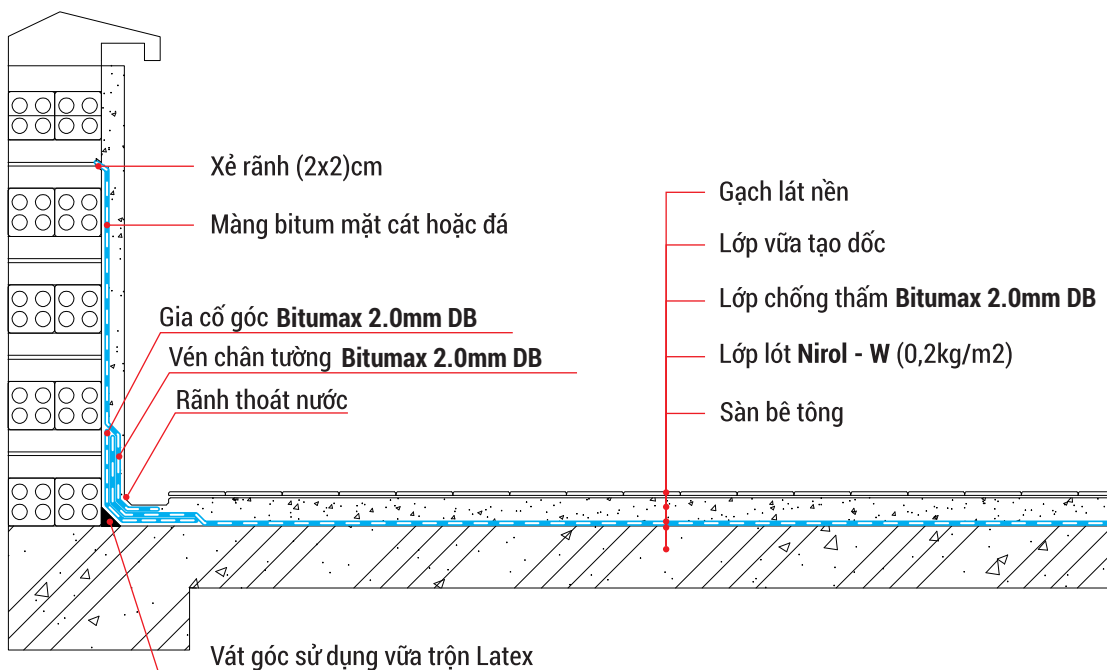 Xẻ rãnh (2x2)cm
Màng bitum mặt cát hoặc đá
Gia cố góc Bitumax 2.0mm DB
Vén chân tường Bitumax 2.0mm DB
Rãnh thoát nước
Gạch lát nền
Lớp vữa tạo dốc
Lớp chống thấm Bitumax 2.0mm DB
Lớp lót Nirol - W (0,2kg/m2)
Sàn bê tông
Vát góc sử dụng vữa trộn Latex